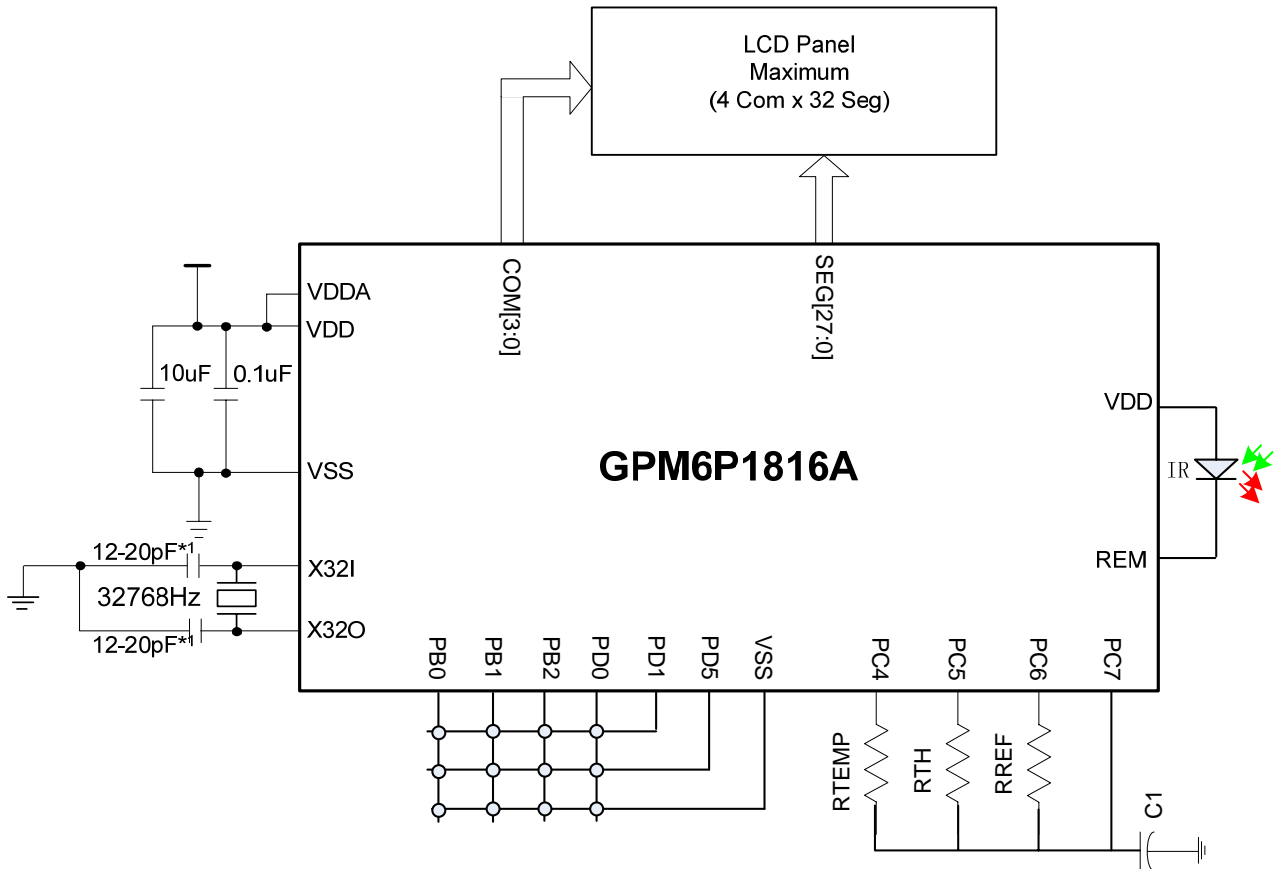 LCD Panel
Maximum
(4 Com x 32 Seg)
COM[3:0]
SEG[27:0]
VDDA
VDD
10uF
0.1uF
VSS
GPM6P1816A
VDD
IR
REM
12-20pF*1
X32I
32768Hz
X32O
12-20pF*1
PB0
PB1
PB2
PD0
PD1
PD5
VSS
PC4
PC5
PC6
PC7
RTEMP
RTH
RREF
C1